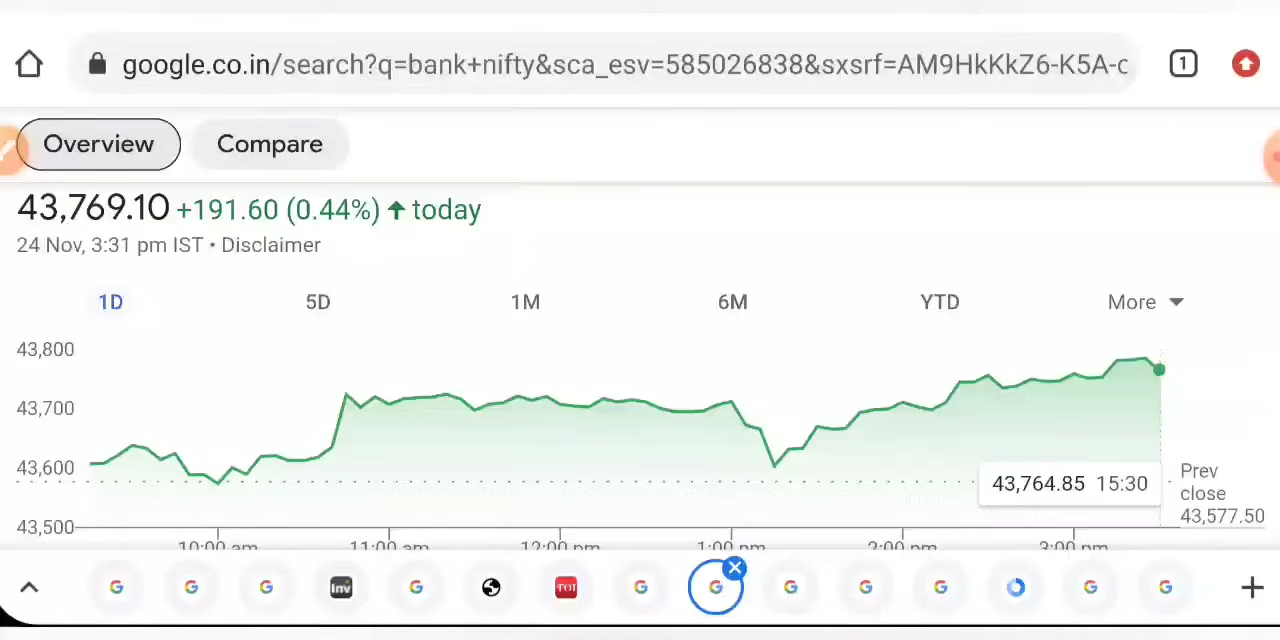 google.co.in/search?q=bank+nifty&sca_esv=585026838&sxsrf=AM9HkKkZ6-K5A-c
1
Overview
Compare
43,769.10 +191.60 (0.44%) ↑ today
24 Nov, 3:31 pm IST • Disclaimer
1D 5D 1M 6M YTD More
43,800
43,700
43,600
43,500
43,764.85 15:30
Prev
close
43,577.50
10:00 am 11:00 am 12:00 pm 1:00 pm 2:00 pm 3:00 pm
G G G inv G TOI G G G G G G G